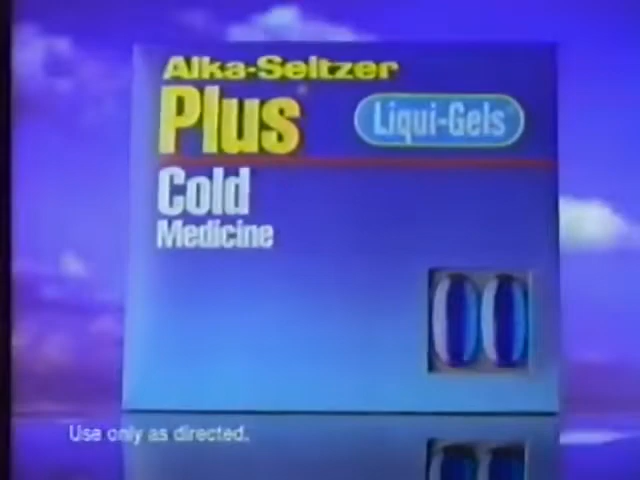 Alka-Seltzer
Plus®
Liqui-Gels®
Cold
Medicine
Use only as directed.